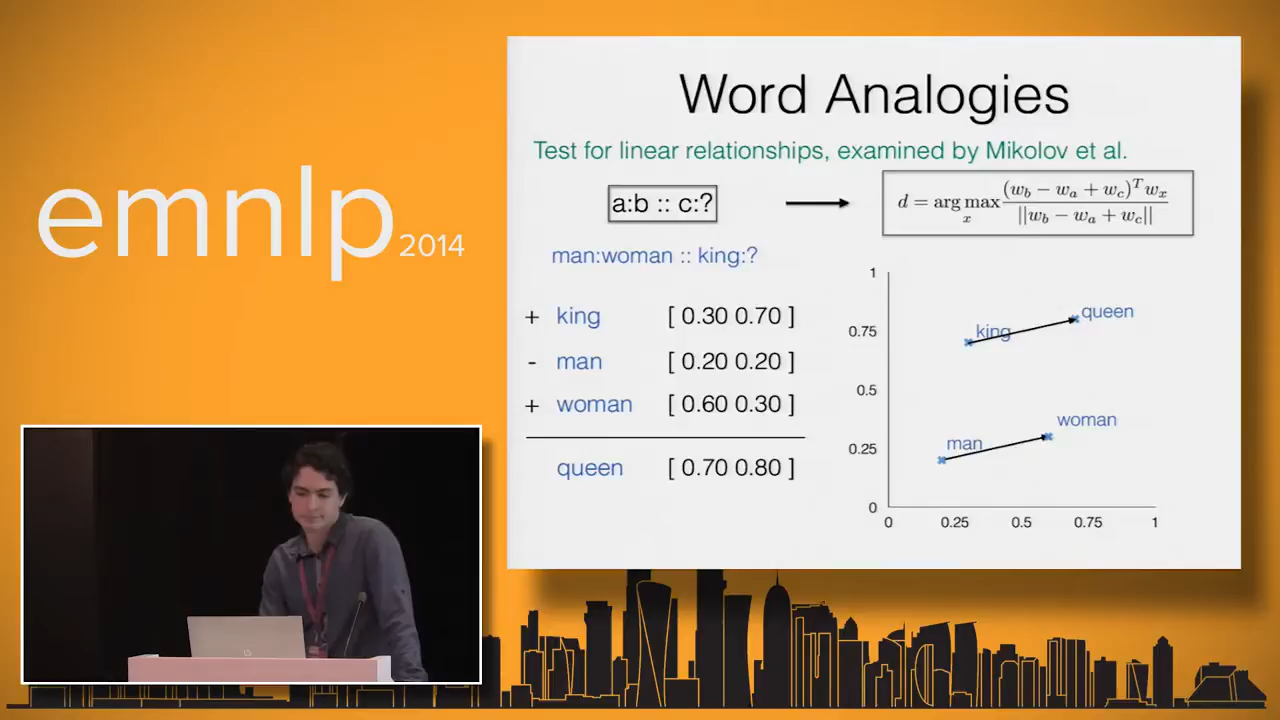 emnlp 2014
Word Analogies
Test for linear relationships, examined by Mikolov et al.
a:b :: c:?
d = arg max_x (w_b − w_a + w_c)^T w_x / ||w_b − w_a + w_c||
man:woman :: king:?
+ king [ 0.30 0.70 ]
- man [ 0.20 0.20 ]
+ woman [ 0.60 0.30 ]
queen [ 0.70 0.80 ]
1
0.75
0.5
0.25
0
0 0.25 0.5 0.75 1
king
queen
man
woman